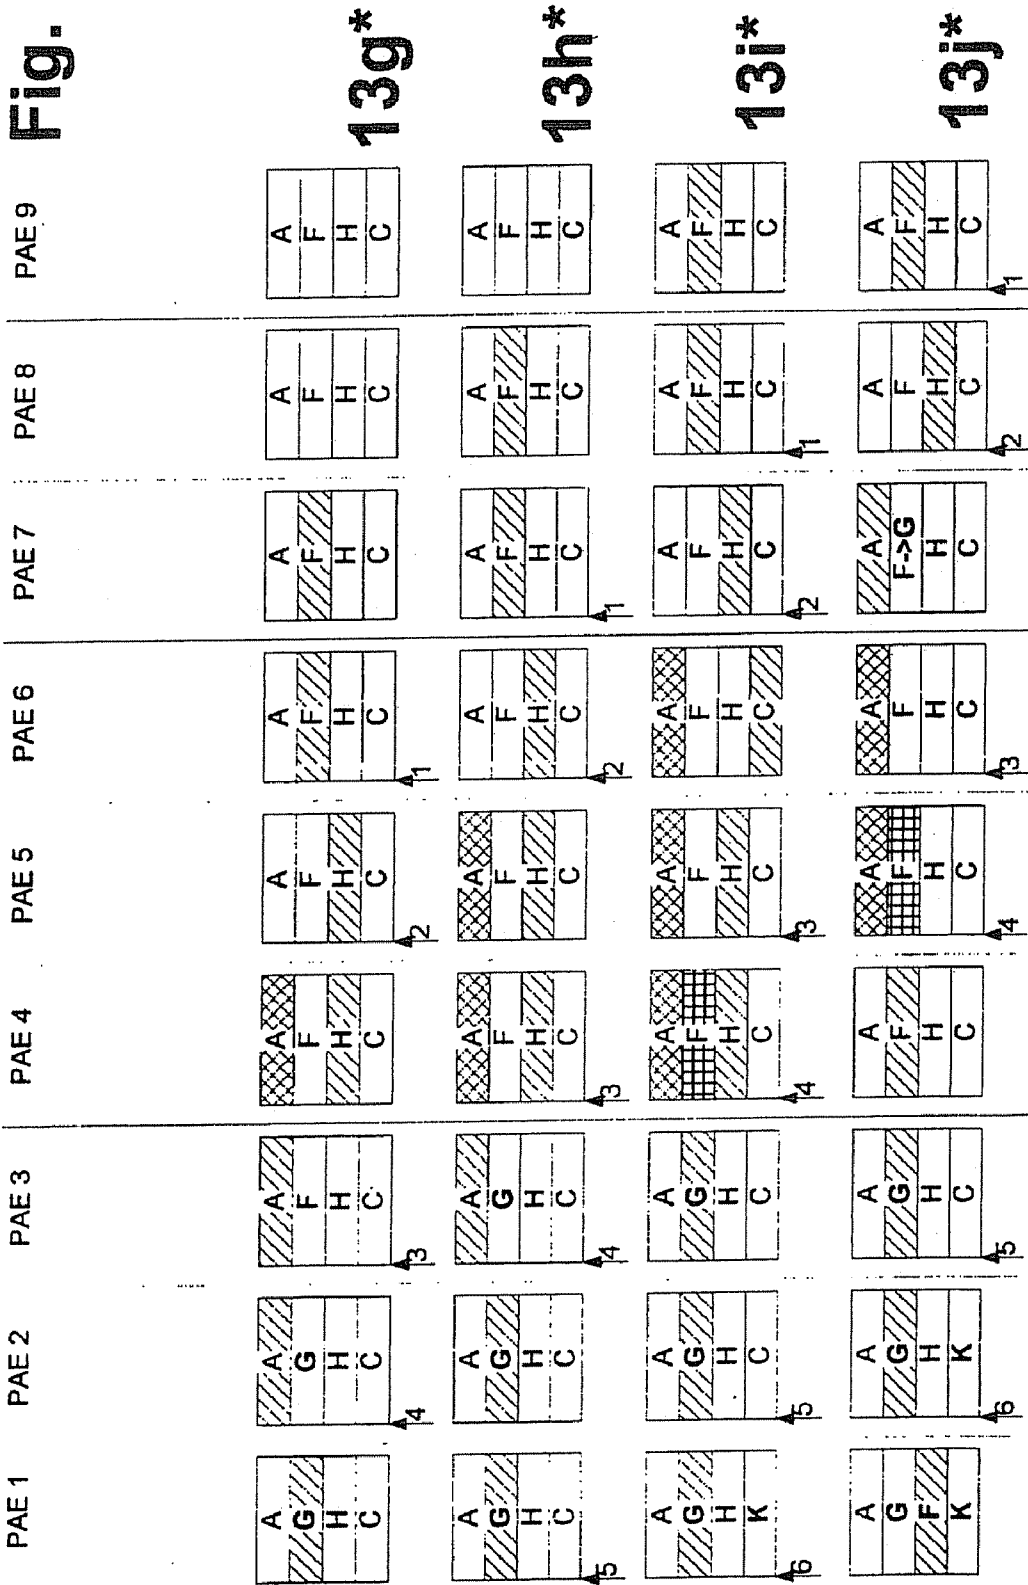 PAE 1 PAE 2 PAE 3 PAE 4 PAE 5 PAE 6 PAE 7 PAE 8 PAE 9 Fig.
A A A A A A A A A
G G F F F F F F F
H H H H H H H H H
C C C C C C C C C 13g*
4 3 2 1
A A A A A A A A A
G G G F F F F F F
H H H H H H H H H
C C C C C C C C C 13h*
5 4 3 2 1
A A A A A A A A A
G G G F F F F F F
H H H H H H H H H
K C C C C C C C C 13i*
6 5 4 3 2 1
A A A A A A A A A
G G G F F F F->G F F
F H H H H H H H H
K K C C C C C C C 13j*
6 5 4 3 2 1